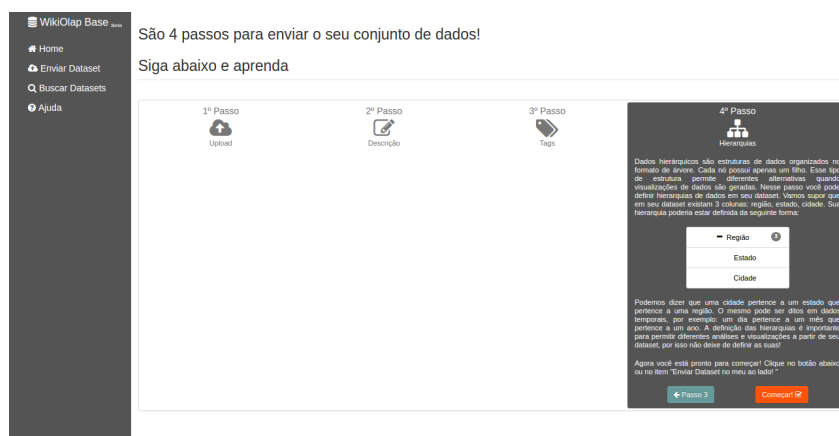 WikiOlap Base Beta
Home
Enviar Dataset
Buscar Datasets
Ajuda
São 4 passos para enviar o seu conjunto de dados!
Siga abaixo e aprenda
1º Passo
Upload
2º Passo
Descrição
3º Passo
Tags
4º Passo
Hierarquias
Dados hierárquicos são estruturas de dados organizados no
formato de árvore. Cada nó possui apenas um filho. Esse tipo
de estrutura permite diferentes alternativas quando
visualizações de dados são geradas. Nesse passo você pode
definir hierarquias de dados em seu dataset. Vamos supor que
em seu dataset existam 3 colunas: região, estado, cidade. Sua
hierarquia poderia estar definida da seguinte forma:
Região 3
Estado
Cidade
Podemos dizer que uma cidade pertence a um estado que
pertence a uma região. O mesmo pode ser ditos em dados
temporais, por exemplo: um dia pertence a um mês que
pertence a um ano. A definição das hierarquias é importante
para permitir diferentes análises e visualizações a partir de seu
dataset, por isso não deixe de definir as suas!
Agora você está pronto para começar! Clique no botão abaixo
ou no item "Enviar Dataset no meu ao lado! "
Passo 3
Começar!